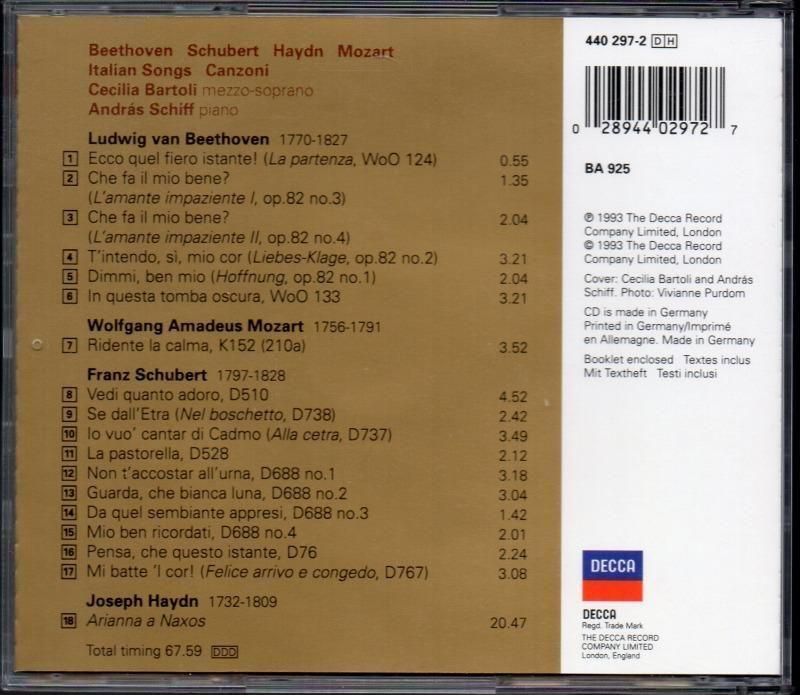 Beethoven Schubert Haydn Mozart
Italian Songs Canzoni
Cecilia Bartoli mezzo-soprano
András Schiff piano
Ludwig van Beethoven 1770-1827
1 Ecco quel fiero istante! (La partenza, WoO 124) 0.55
2 Che fa il mio bene? 1.35
(L'amante impaziente I, op.82 no.3)
3 Che fa il mio bene? 2.04
(L'amante impaziente II, op.82 no.4)
4 T'intendo, sì, mio cor (Liebes-Klage, op.82 no.2) 3.21
5 Dimmi, ben mio (Hoffnung, op.82 no.1) 2.04
6 In questa tomba oscura, WoO 133 3.21
Wolfgang Amadeus Mozart 1756-1791
7 Ridente la calma, K152 (210a) 3.52
Franz Schubert 1797-1828
8 Vedi quanto adoro, D510 4.52
9 Se dall'Etra (Nel boschetto, D738) 2.42
10 Io vuo' cantar di Cadmo (Alla cetra, D737) 3.49
11 La pastorella, D528 2.12
12 Non t'accostar all'urna, D688 no.1 3.18
13 Guarda, che bianca luna, D688 no.2 3.04
14 Da quel sembiante appresi, D688 no.3 1.42
15 Mio ben ricordati, D688 no.4 2.01
16 Pensa, che questo istante, D76 2.24
17 Mi batte 'l cor! (Felice arrivo e congedo, D767) 3.08
Joseph Haydn 1732-1809
18 Arianna a Naxos 20.47
Total timing 67.59 DDD
440 297-2 DH
0 28944 02972 7
BA 925
℗ 1993 The Decca Record
Company Limited, London
© 1993 The Decca Record
Company Limited, London
Cover: Cecilia Bartoli and András
Schiff. Photo: Vivianne Purdom
CD is made in Germany
Printed in Germany/Imprimé
en Allemagne. Made in Germany
Booklet enclosed Textes inclus
Mit Textheft Testi inclusi
DECCA
DECCA
Regd. Trade Mark
THE DECCA RECORD
COMPANY LIMITED
London, England